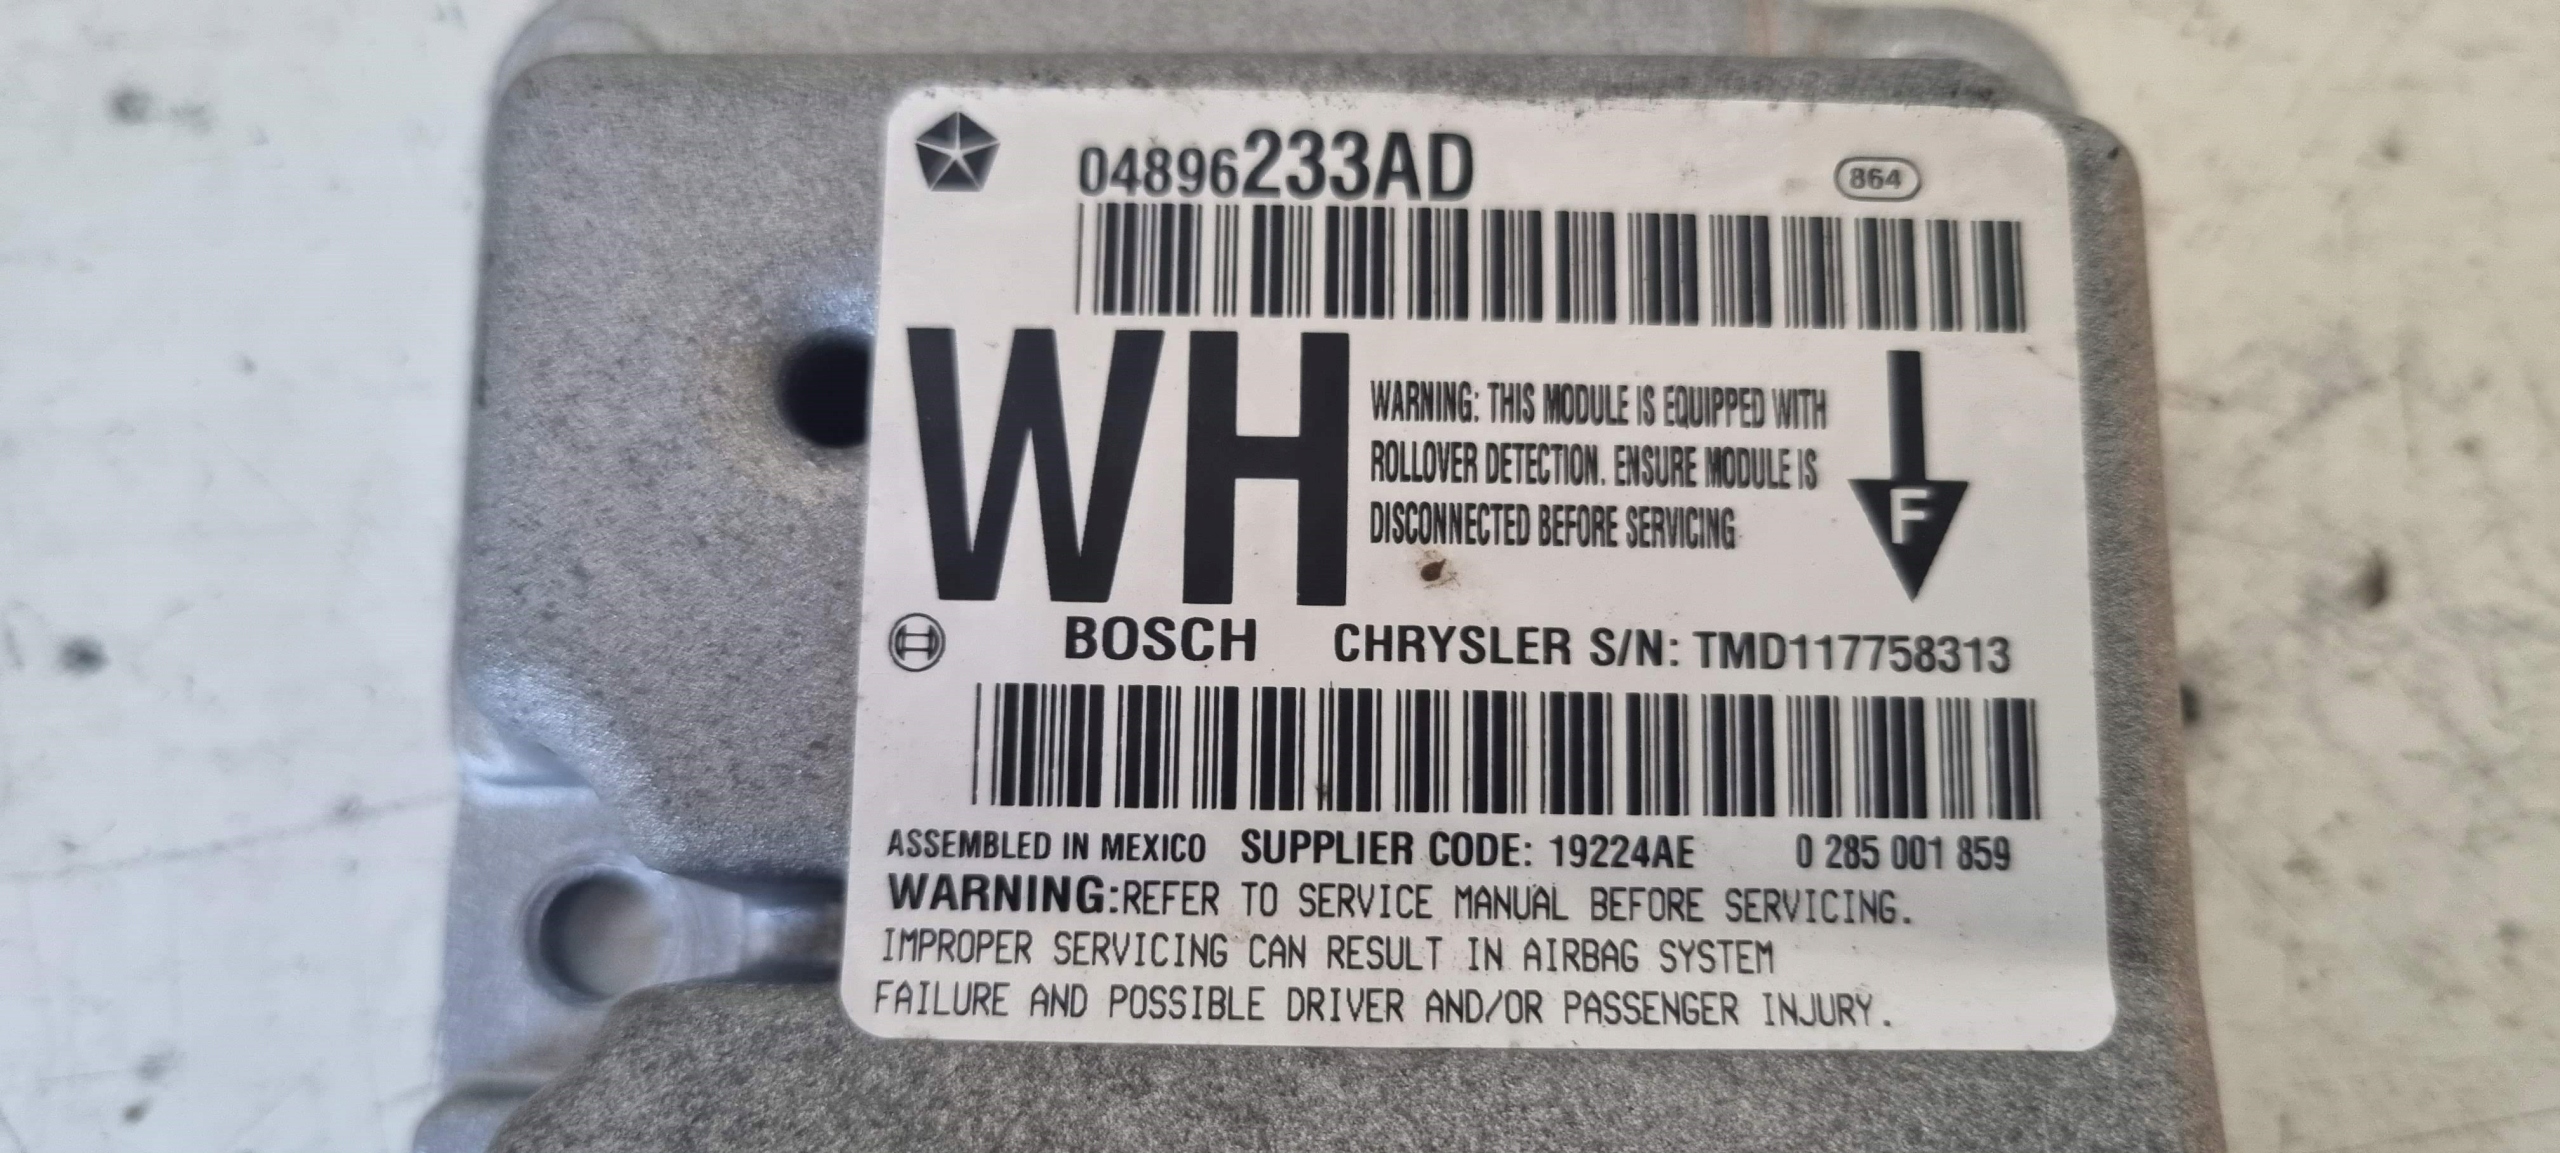 04896233AD 864
WH
WARNING: THIS MODULE IS EQUIPPED WITH
ROLLOVER DETECTION. ENSURE MODULE IS
DISCONNECTED BEFORE SERVICING
F
BOSCH CHRYSLER S/N: TMD117758313
ASSEMBLED IN MEXICO SUPPLIER CODE: 19224AE 0 285 001 859
WARNING:REFER TO SERVICE MANUAL BEFORE SERVICING.
IMPROPER SERVICING CAN RESULT IN AIRBAG SYSTEM
FAILURE AND POSSIBLE DRIVER AND/OR PASSENGER INJURY.